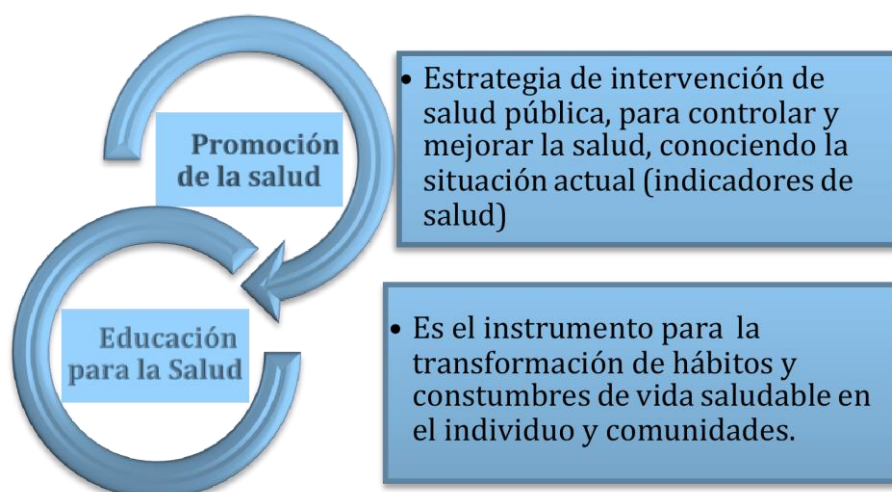 Promoción
de la salud
• Estrategia de intervención de
salud pública, para controlar y
mejorar la salud, conociendo la
situación actual (indicadores de
salud)
Educación
para la Salud
• Es el instrumento para la
transformación de hábitos y
constumbres de vida saludable en
el individuo y comunidades.